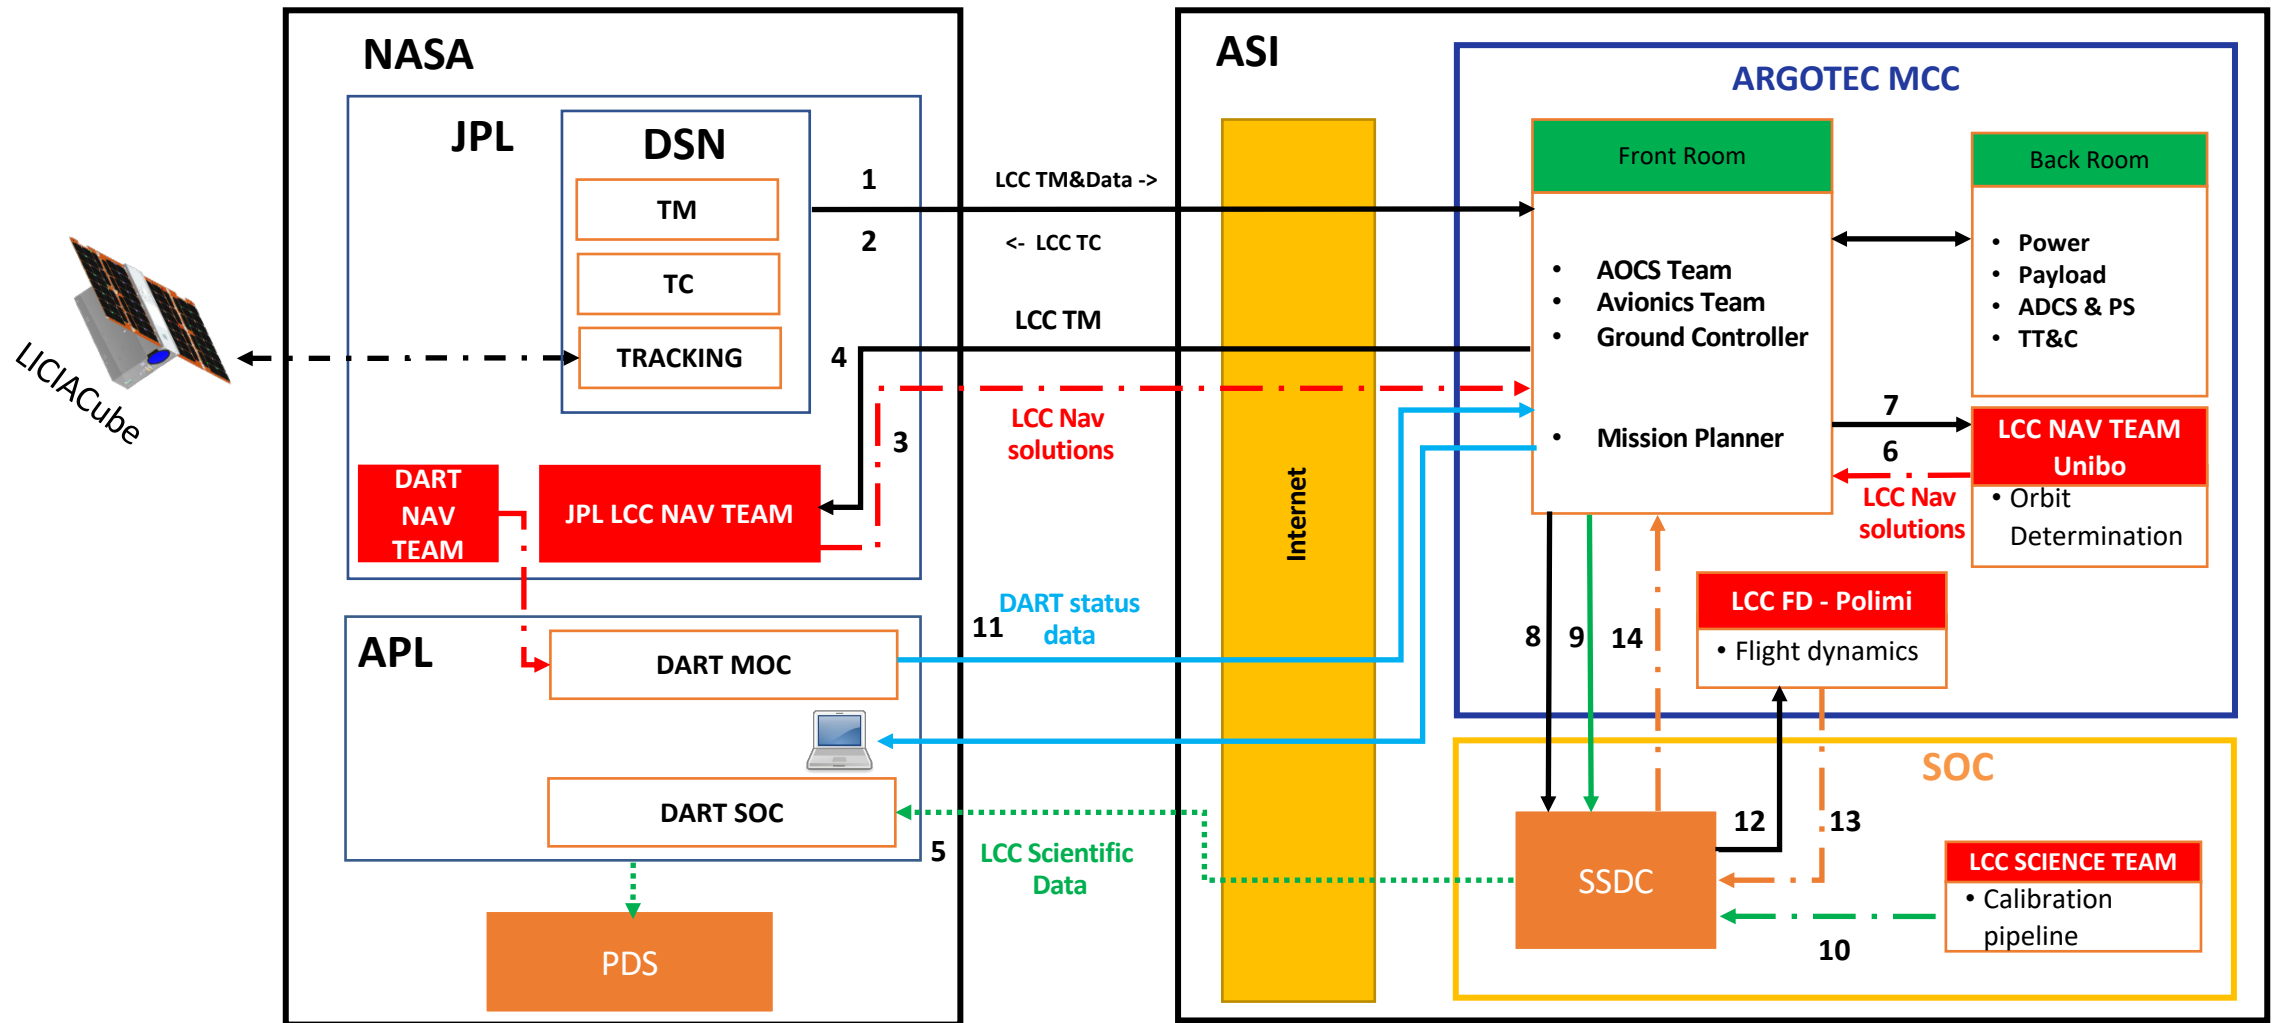 NASA
JPL
DSN
TM
TC
TRACKING
LICIACube
DART
NAV
TEAM
JPL LCC NAV TEAM
APL
DART MOC
DART SOC
PDS
1
LCC TM&Data ->
2
<- LCC TC
LCC TM
4
3
LCC Nav
solutions
DART status
data
11
5
LCC Scientific
Data
ASI
Internet
ARGOTEC MCC
Front Room
• AOCS Team
• Avionics Team
• Ground Controller
• Mission Planner
Back Room
• Power
• Payload
• ADCS & PS
• TT&C
7
6
LCC Nav
solutions
LCC NAV TEAM
Unibo
• Orbit
Determination
LCC FD - Polimi
• Flight dynamics
8
9
14
SOC
SSDC
12
13
LCC SCIENCE TEAM
• Calibration
pipeline
10